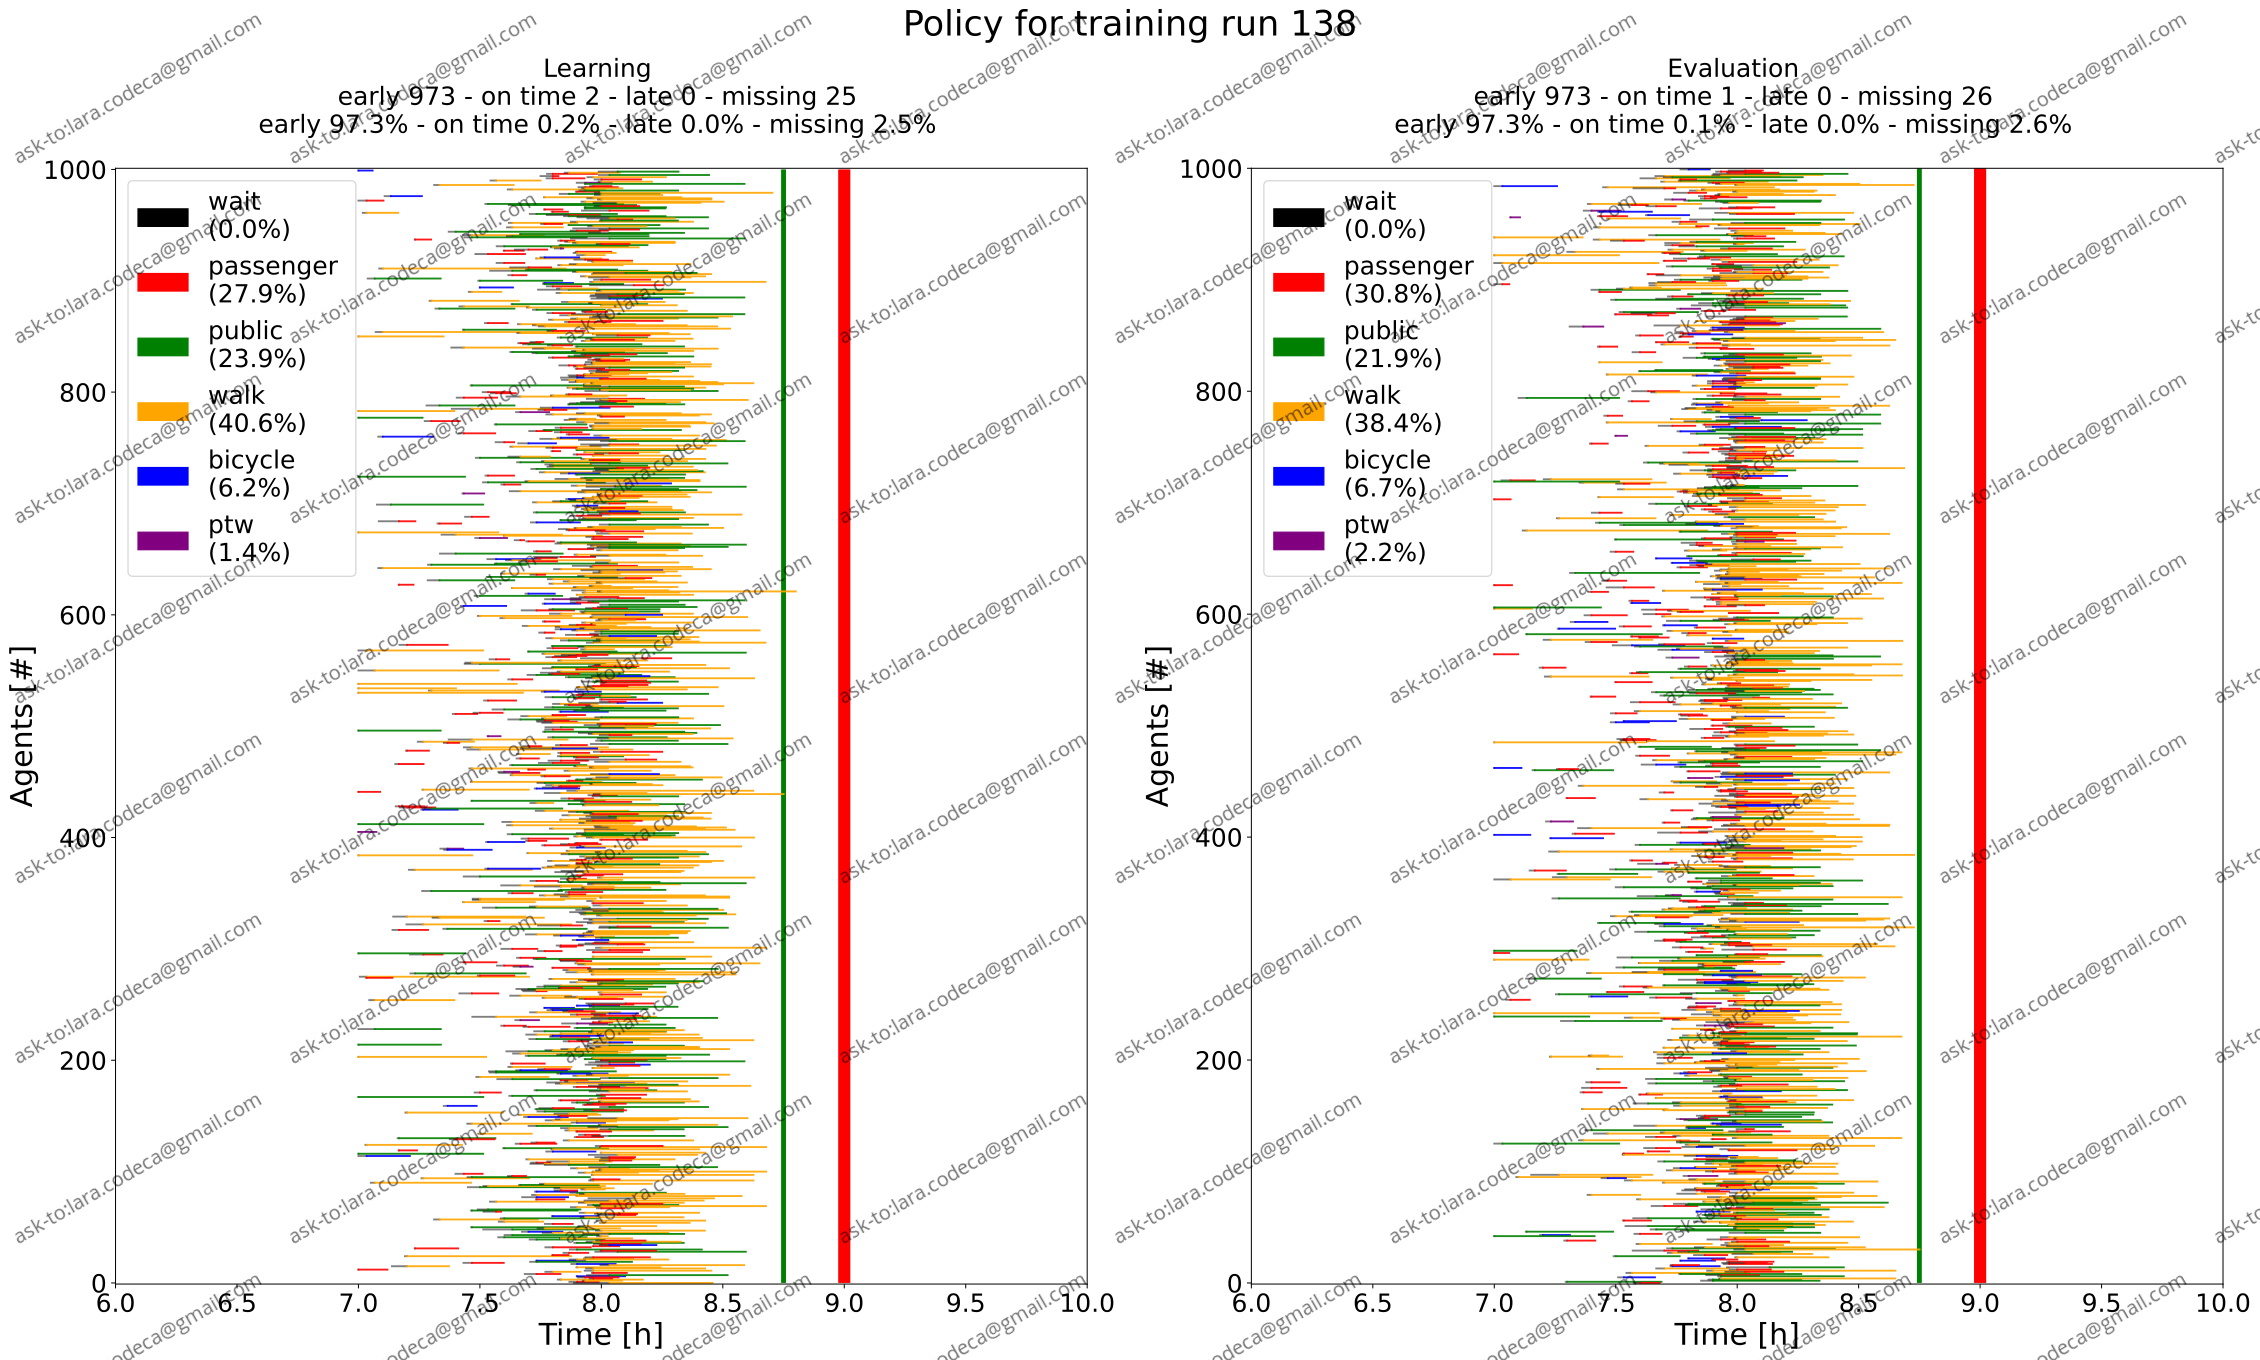 Policy for training run 138
Learning
early 973 - on time 2 - late 0 - missing 25
early 97.3% - on time 0.2% - late 0.0% - missing 2.5%
Evaluation
early 973 - on time 1 - late 0 - missing 26
early 97.3% - on time 0.1% - late 0.0% - missing 2.6%
wait
(0.0%)
passenger
(27.9%)
public
(23.9%)
walk
(40.6%)
bicycle
(6.2%)
ptw
(1.4%)
1000
800
600
400
200
0
Agents [#]
6.0 6.5 7.0 7.5 8.0 8.5 9.0 9.5 10.0
Time [h]
wait
(0.0%)
passenger
(30.8%)
public
(21.9%)
walk
(38.4%)
bicycle
(6.7%)
ptw
(2.2%)
1000
800
600
400
200
0
Agents [#]
6.0 6.5 7.0 7.5 8.0 8.5 9.0 9.5 10.0
Time [h]
ask-to:lara.codeca@gmail.com